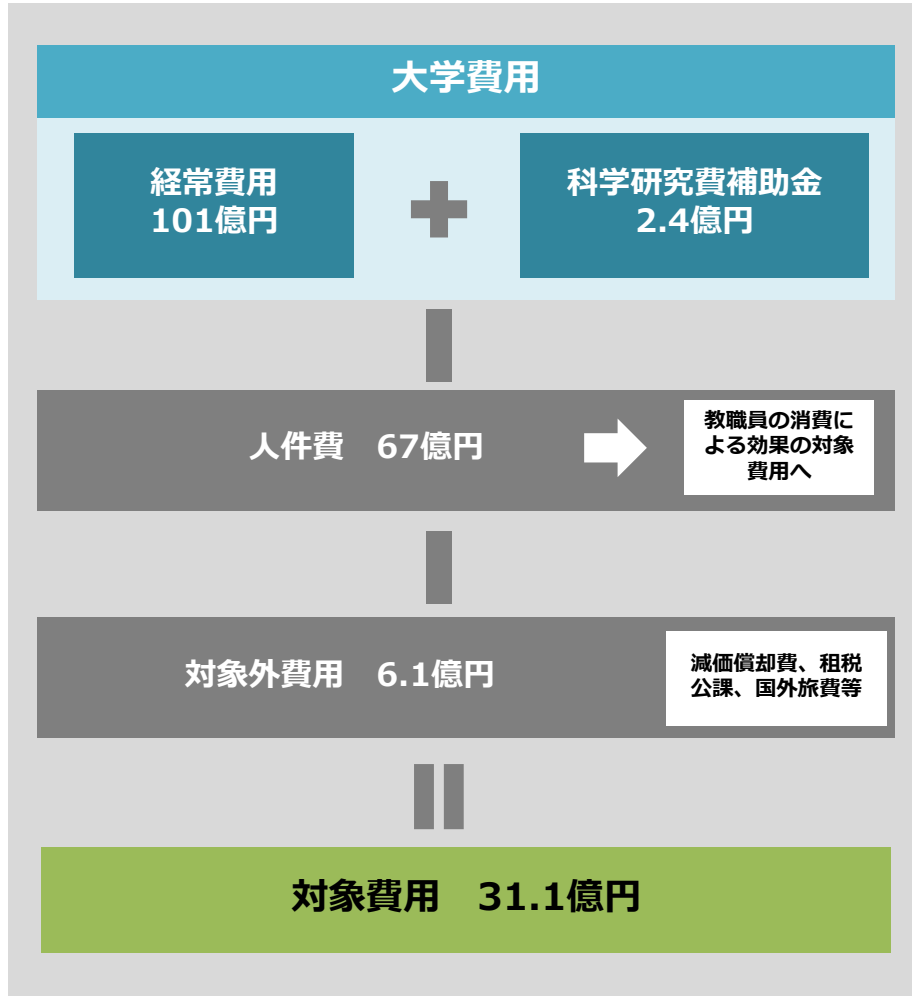 大学費用
経常費用
101億円
科学研究費補助金
2.4億円
人件費　67億円
教職員の消費に
よる効果の対象
費用へ
対象外費用　6.1億円
減価償却費、租税
公課、国外旅費等
対象費用　31.1億円